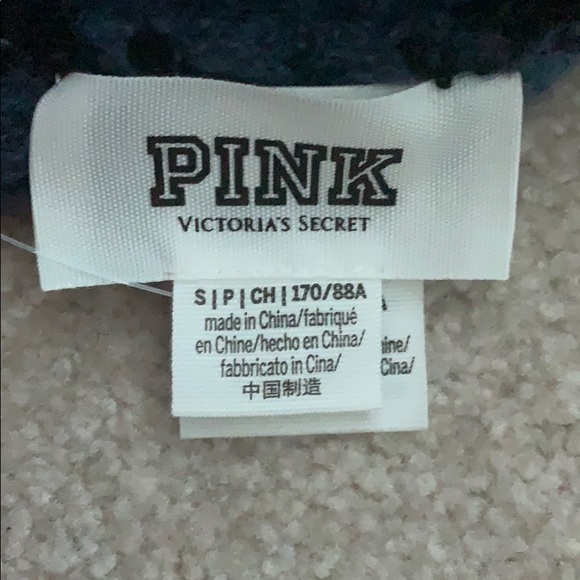 PINK
VICTORIA'S SECRET
S | P | CH | 170/88A
made in China/fabriqué
en Chine/hecho en China/
fabbricato in Cina/
中国制造
Cina/